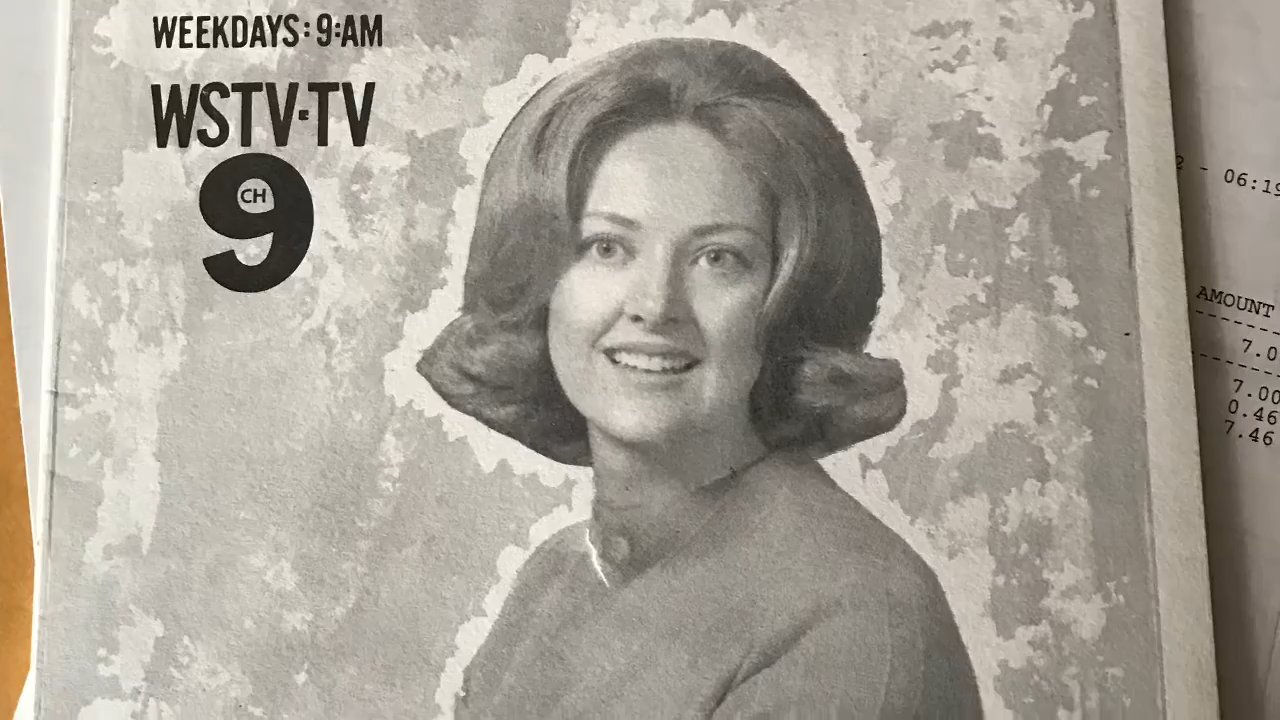 WEEKDAYS: 9:AM
WSTV-TV
CH
9
- 06:19
AMOUNT
7.0
7.00
0.46
7.46